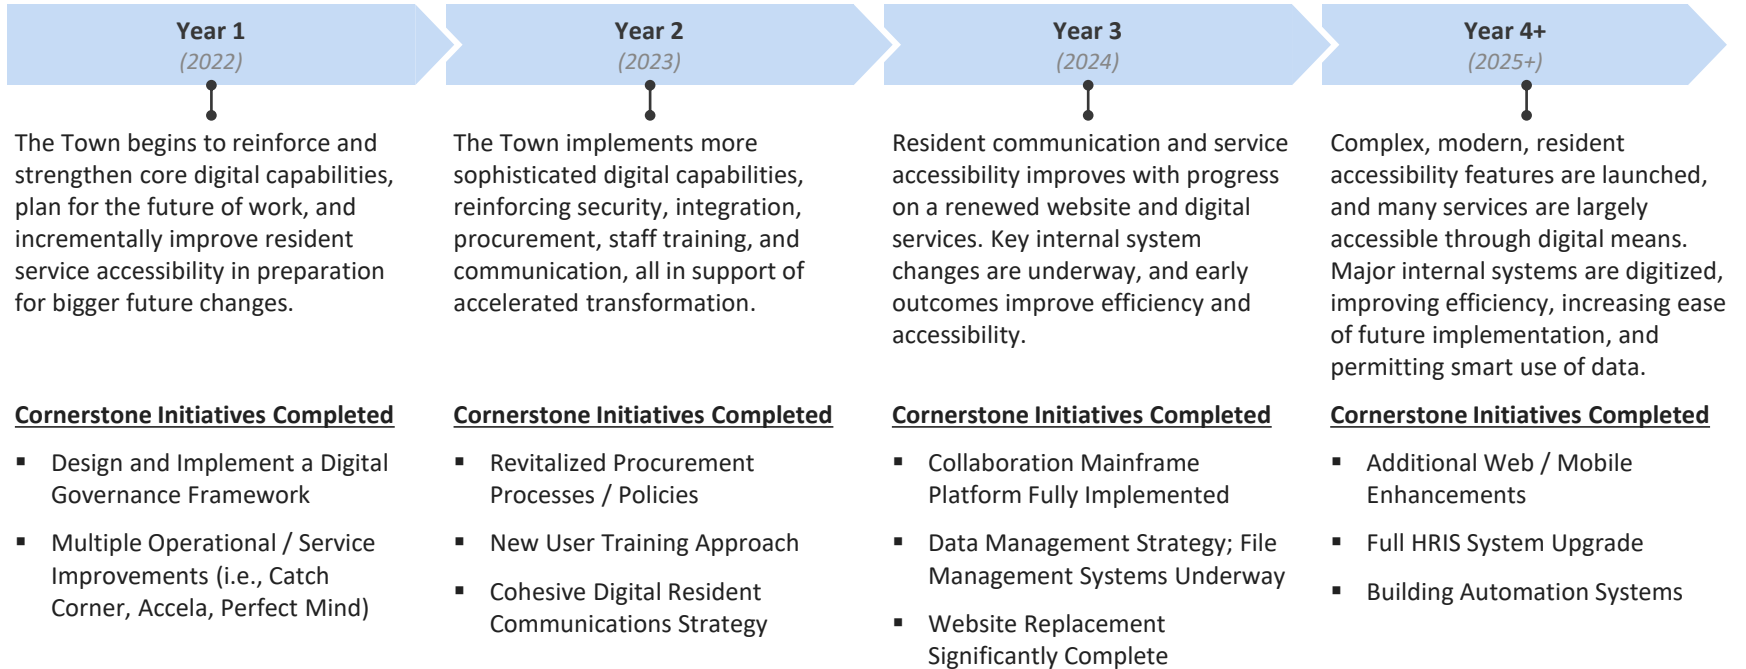 Year 1
(2022)
The Town begins to reinforce and
strengthen core digital capabilities,
plan for the future of work, and
incrementally improve resident
service accessibility in preparation
for bigger future changes.
Cornerstone Initiatives Completed
▪ Design and Implement a Digital
Governance Framework
▪ Multiple Operational / Service
Improvements (i.e., Catch
Corner, Accela, Perfect Mind)
Year 2
(2023)
The Town implements more
sophisticated digital capabilities,
reinforcing security, integration,
procurement, staff training, and
communication, all in support of
accelerated transformation.
Cornerstone Initiatives Completed
▪ Revitalized Procurement
Processes / Policies
▪ New User Training Approach
▪ Cohesive Digital Resident
Communications Strategy
Year 3
(2024)
Resident communication and service
accessibility improves with progress
on a renewed website and digital
services. Key internal system
changes are underway, and early
outcomes improve efficiency and
accessibility.
Cornerstone Initiatives Completed
▪ Collaboration Mainframe
Platform Fully Implemented
▪ Data Management Strategy; File
Management Systems Underway
▪ Website Replacement
Significantly Complete
Year 4+
(2025+)
Complex, modern, resident
accessibility features are launched,
and many services are largely
accessible through digital means.
Major internal systems are digitized,
improving efficiency, increasing ease
of future implementation, and
permitting smart use of data.
Cornerstone Initiatives Completed
▪ Additional Web / Mobile
Enhancements
▪ Full HRIS System Upgrade
▪ Building Automation Systems